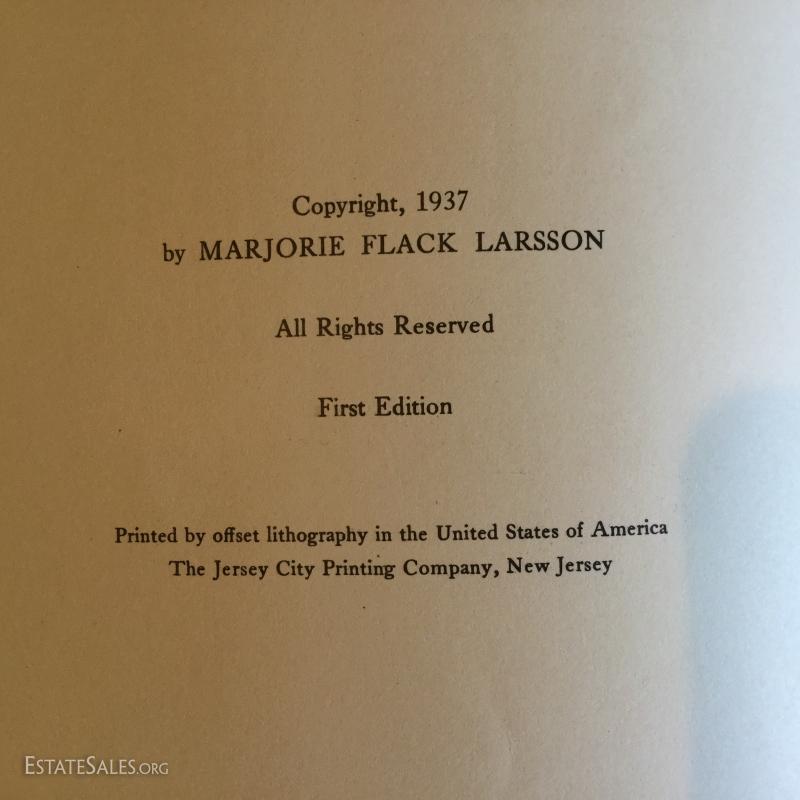 Copyright, 1937
by MARJORIE FLACK LARSSON
All Rights Reserved
First Edition
Printed by offset lithography in the United States of America
The Jersey City Printing Company, New Jersey
ESTATESALES.ORG